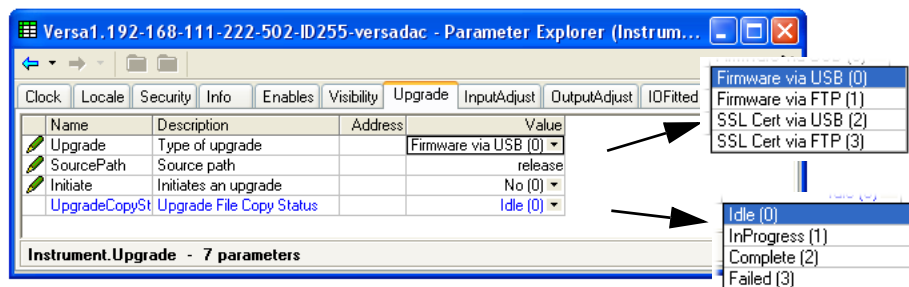 Versa1.192-168-111-222-502-ID255-versadac - Parameter Explorer (Instrum...
Clock Locale Security Info Enables Visibility Upgrade InputAdjust OutputAdjust IOFitted
Name Description Address Value
Upgrade Type of upgrade Firmware via USB (0)
SourcePath Source path release
Initiate Initiates an upgrade No (0)
UpgradeCopySt Upgrade File Copy Status Idle (0)
Instrument.Upgrade - 7 parameters
Firmware via USB (0)
Firmware via FTP (1)
SSL Cert via USB (2)
SSL Cert via FTP (3)
Idle (0)
InProgress (1)
Complete (2)
Failed (3)